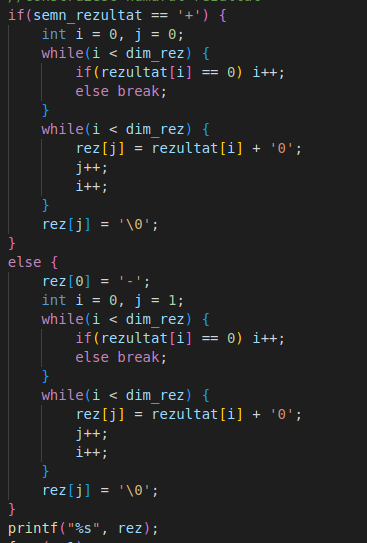 if(semn_rezultat == '+') {
    int i = 0, j = 0;
    while(i < dim_rez) {
        if(rezultat[i] == 0) i++;
        else break;
    }
    while(i < dim_rez) {
        rez[j] = rezultat[i] + '0';
        j++;
        i++;
    }
    rez[j] = '\0';
}
else {
    rez[0] = '-';
    int i = 0, j = 1;
    while(i < dim_rez) {
        if(rezultat[i] == 0) i++;
        else break;
    }
    while(i < dim_rez) {
        rez[j] = rezultat[i] + '0';
        j++;
        i++;
    }
    rez[j] = '\0';
}
printf("%s", rez);